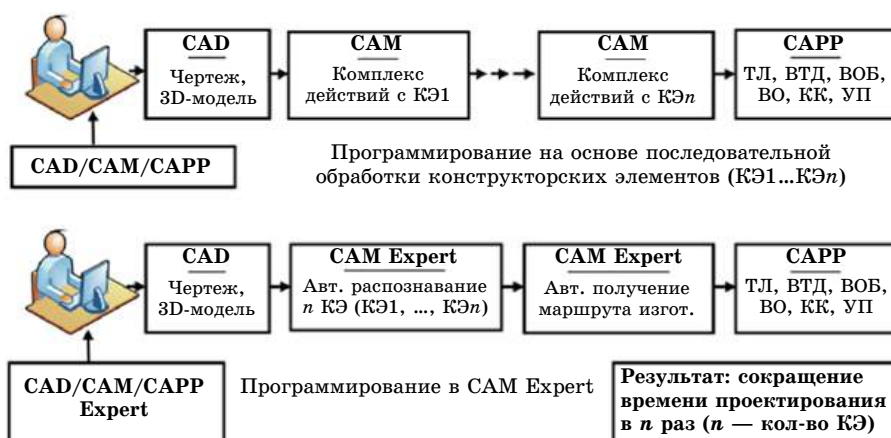 CAD
Чертеж,
3D-модель
CAM
Комплекс
действий с КЭ1
CAM
Комплекс
действий с КЭn
CAPP
ТЛ, ВТД, ВОБ,
ВО, КК, УП
CAD/CAM/CAPP
Программирование на основе последовательной
обработки конструкторских элементов (КЭ1...КЭn)
CAD
Чертеж,
3D-модель
CAM Expert
Авт. распознавание
n КЭ (КЭ1, ..., КЭn)
CAM Expert
Авт. получение
маршрута изгот.
CAPP
ТЛ, ВТД, ВОБ,
ВО, КК, УП
CAD/CAM/CAPP
Expert
Программирование в CAM Expert
Результат: сокращение
времени проектирования
в n раз (n — кол-во КЭ)